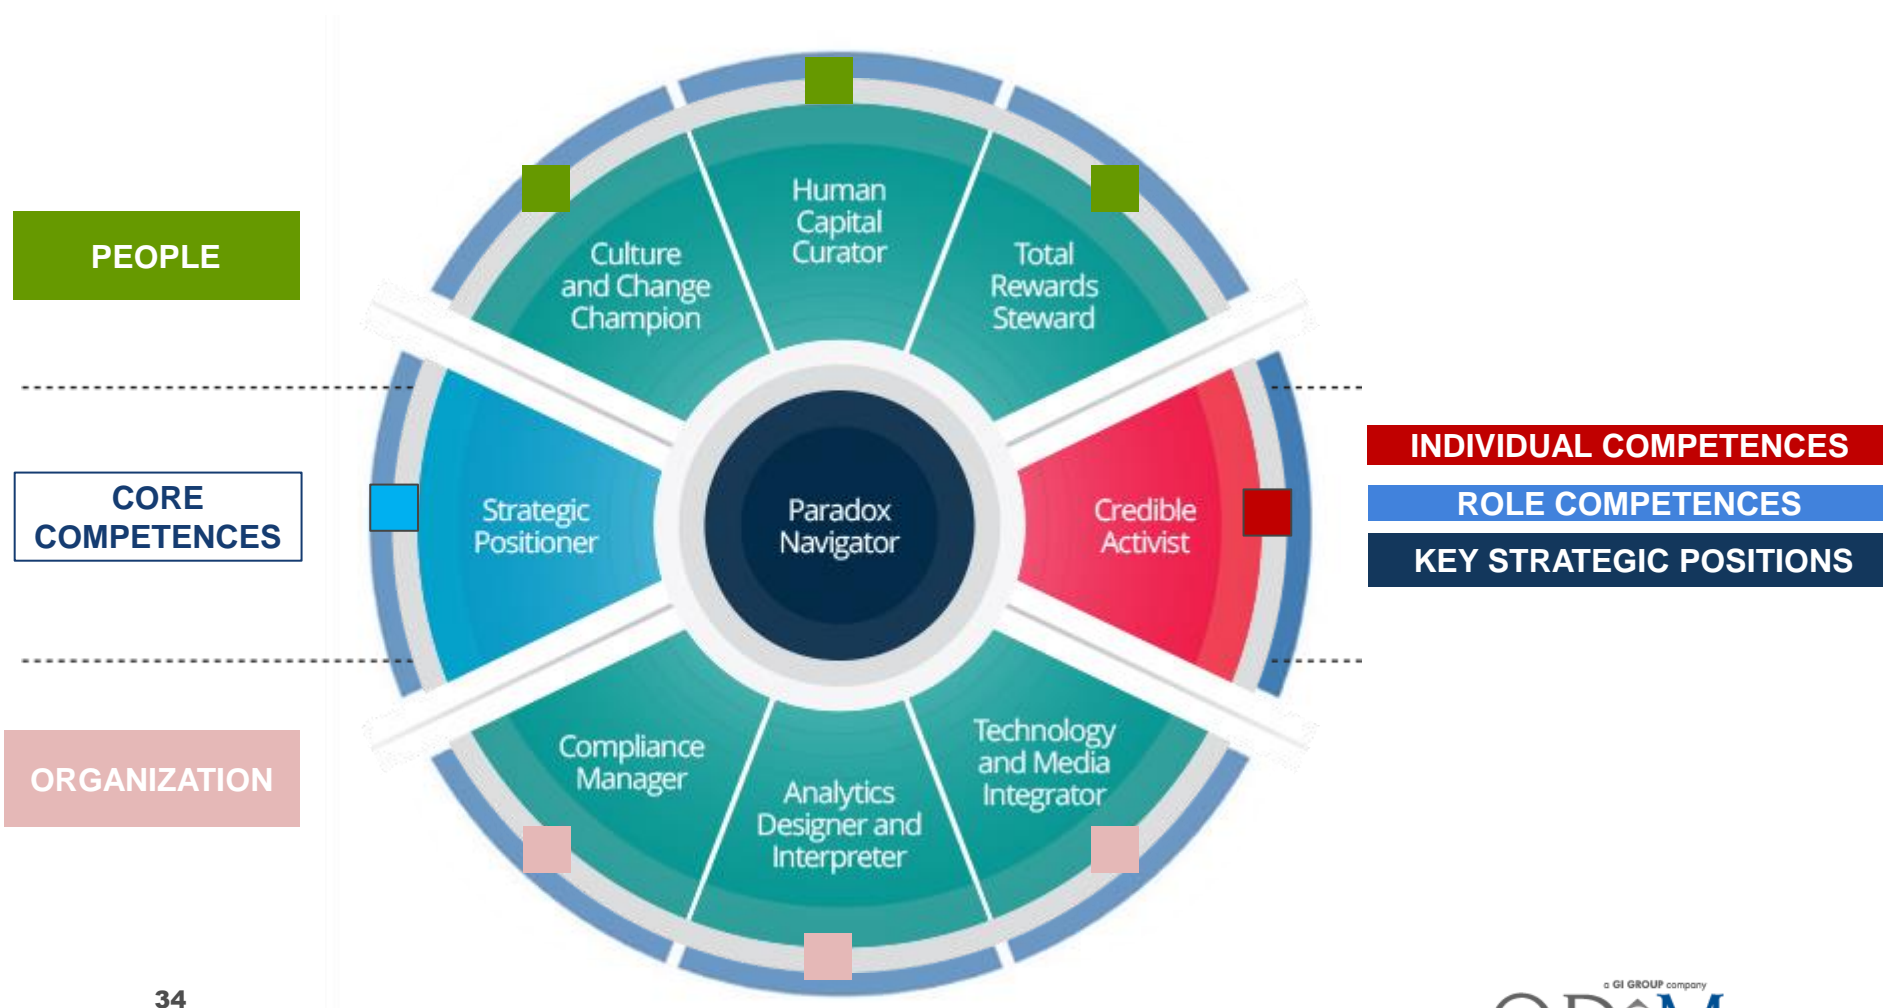 Human
Capital
Curator
Culture
and Change
Champion
Total
Rewards
Steward
PEOPLE
INDIVIDUAL COMPETENCES
ROLE COMPETENCES
KEY STRATEGIC POSITIONS
CORE
COMPETENCES
Strategic
Positioner
Paradox
Navigator
Credible
Activist
ORGANIZATION
Compliance
Manager
Analytics
Designer and
Interpreter
Technology
and Media
Integrator
34
a GI GROUP company